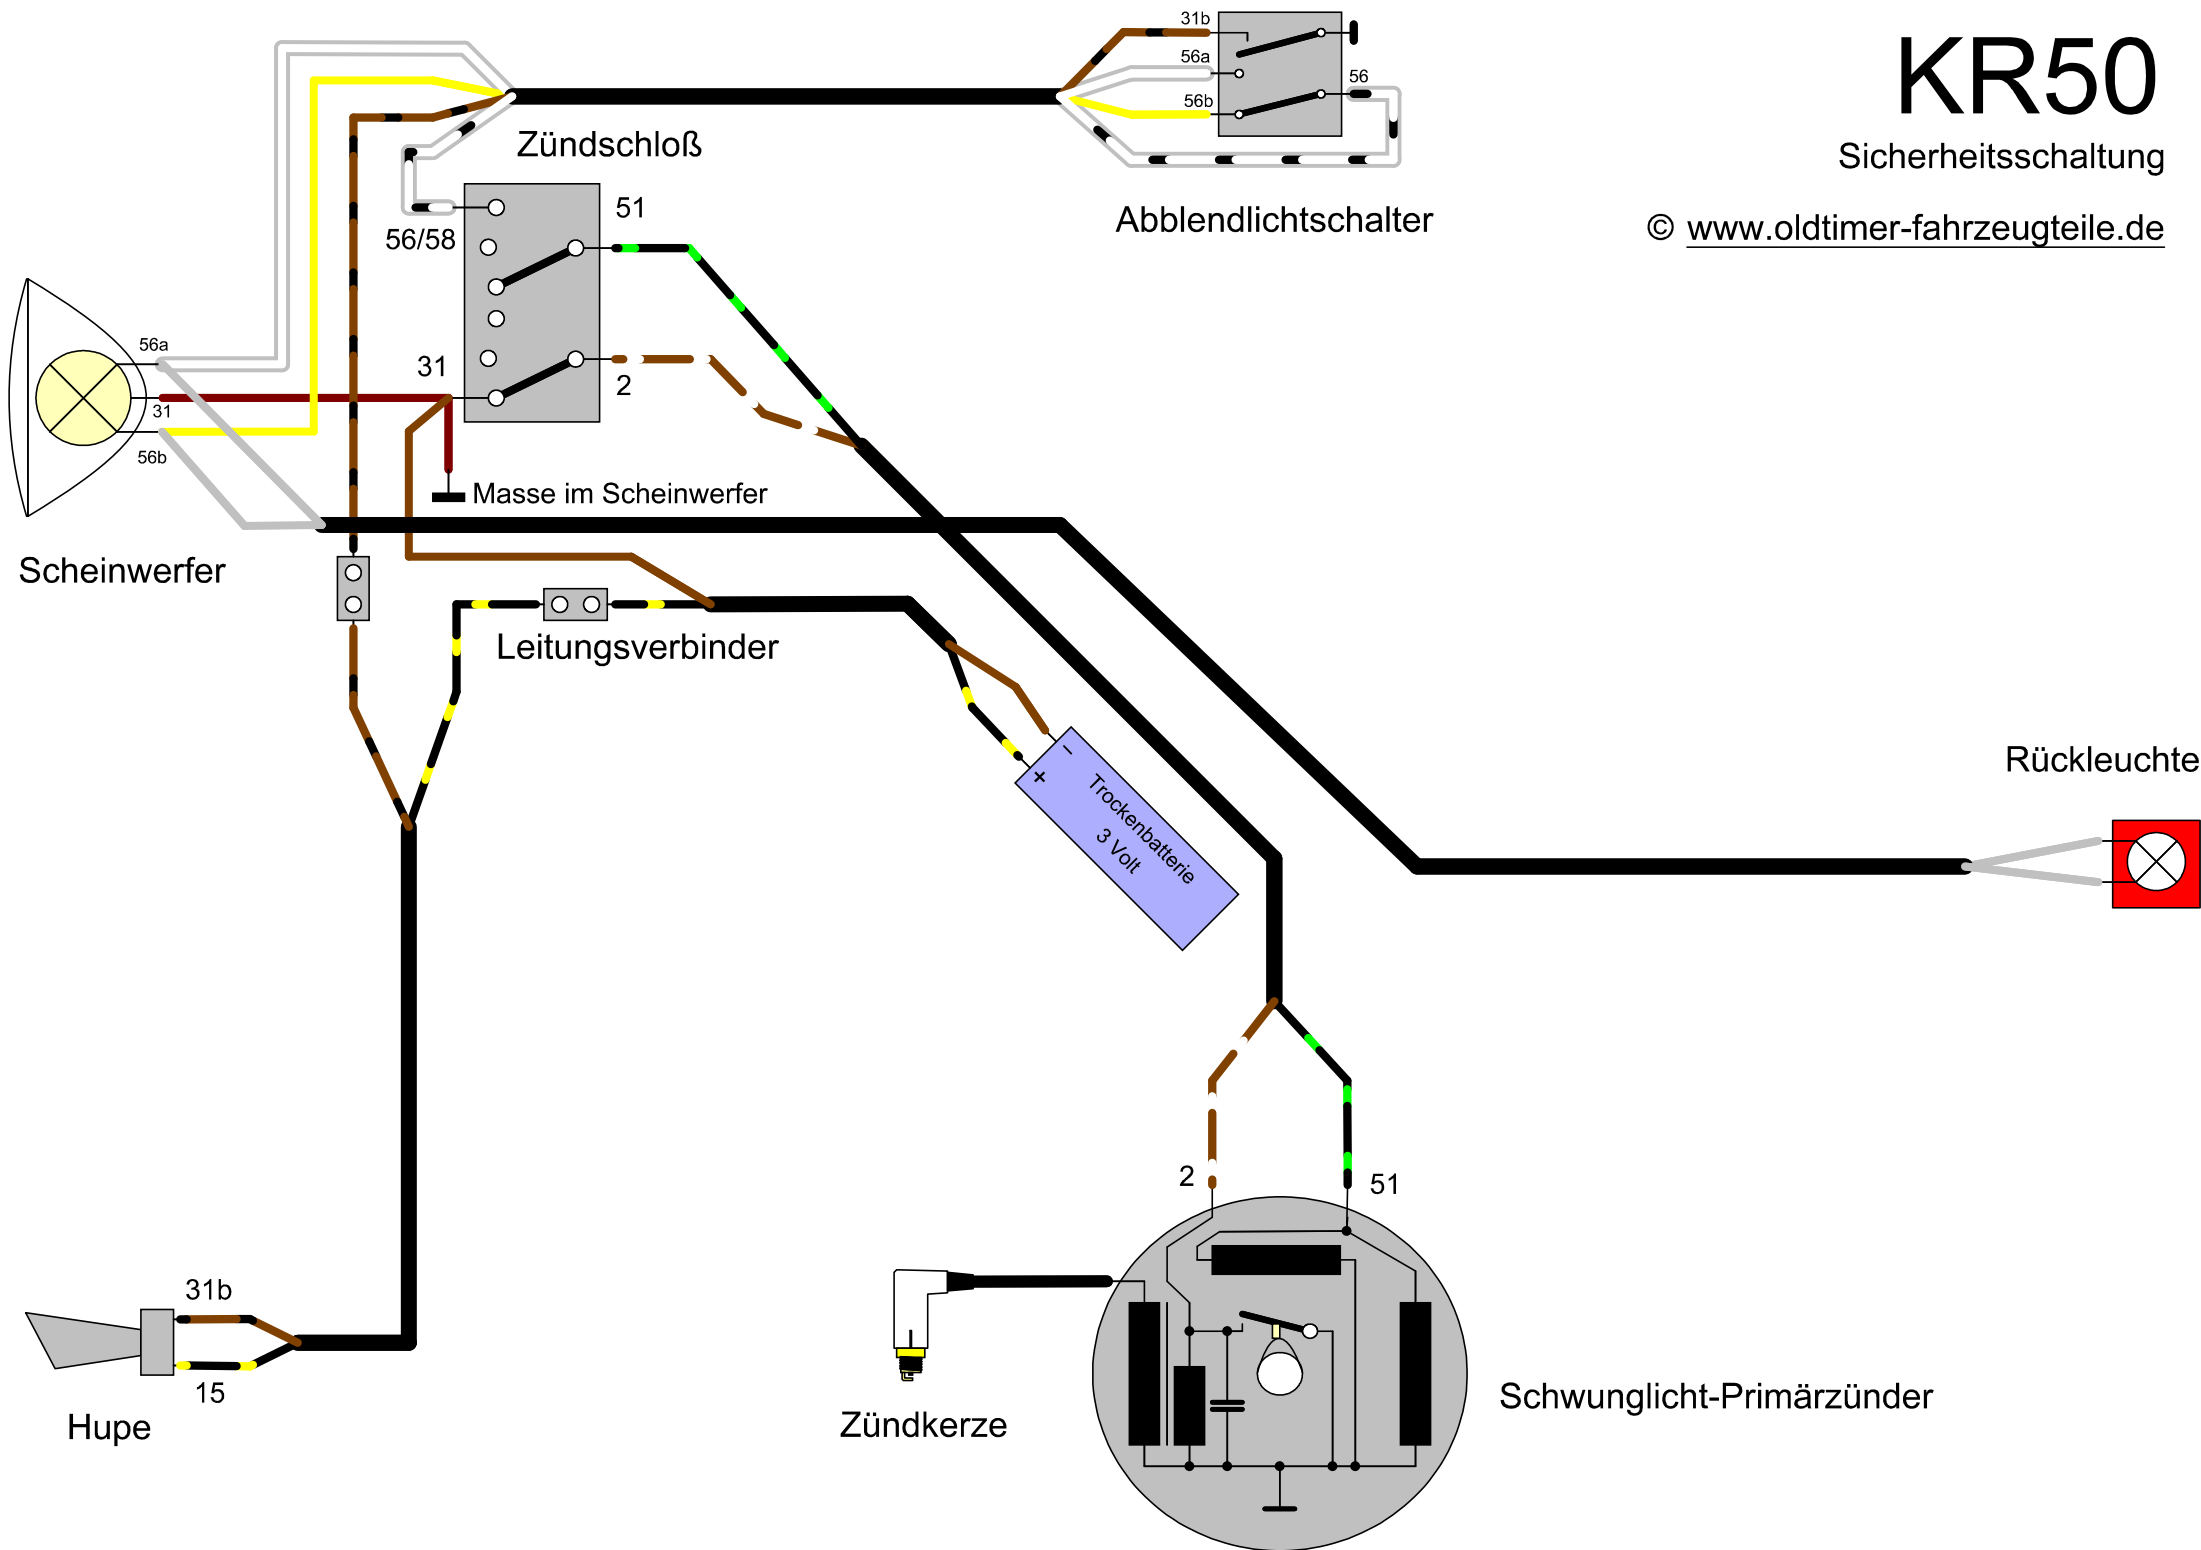 31b
56a
56
56b
KR50
Sicherheitsschaltung
© www.oldtimer-fahrzeugteile.de
Zündschloß
Abblendlichtschalter
51
56/58
56a
31
31
2
56b
Masse im Scheinwerfer
Scheinwerfer
Leitungsverbinder
−
+
Trockenbatterie
3 Volt
Rückleuchte
2
51
31b
15
Hupe
Zündkerze
Schwunglicht-Primärzünder